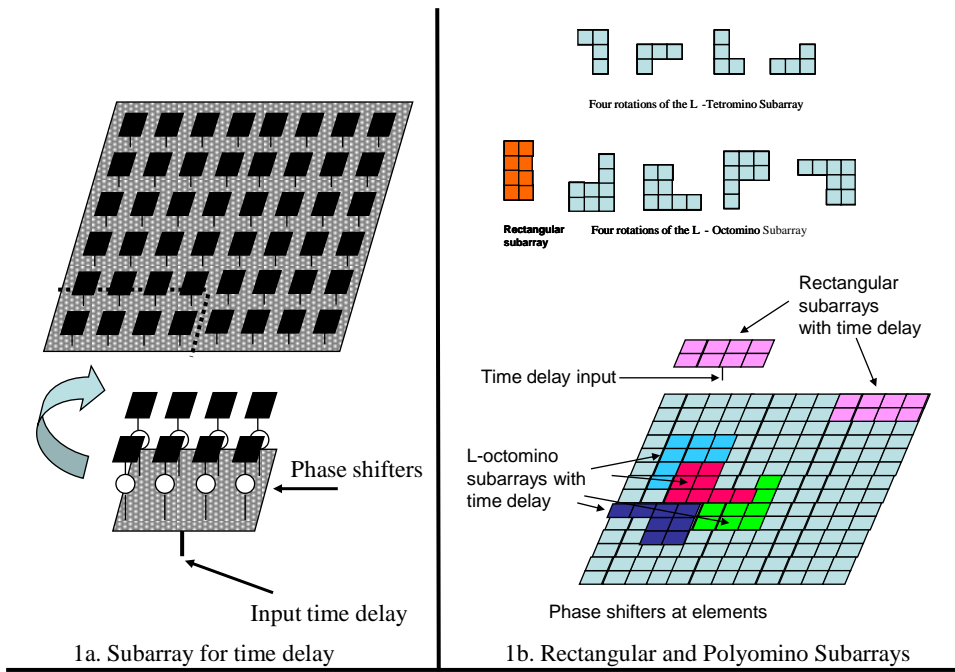 Phase shifters
Input time delay
1a. Subarray for time delay
Four rotations of the L -Tetromino Subarray
Rectangular
subarray
Four rotations of the L - Octomino Subarray
Rectangular
subarrays
with time delay
Time delay input
L-octomino
subarrays with
time delay
Phase shifters at elements
1b. Rectangular and Polyomino Subarrays